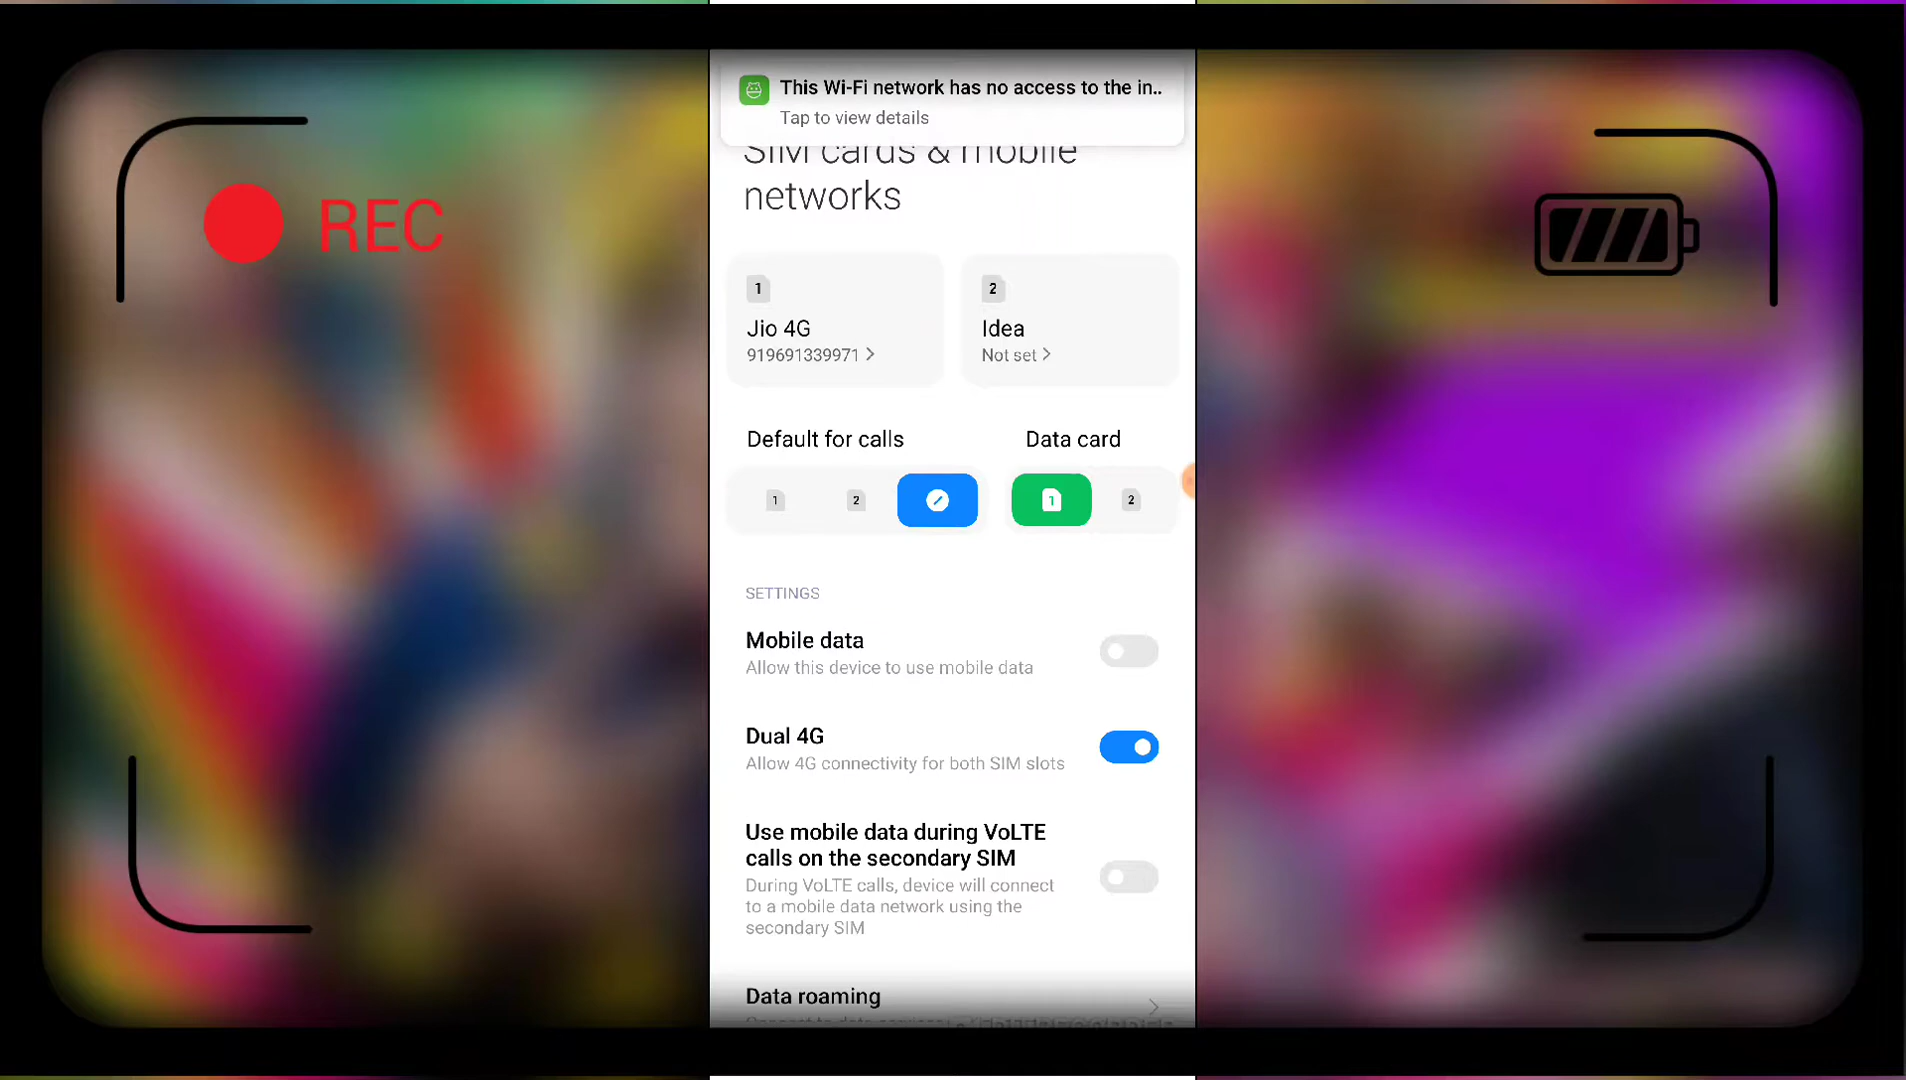 This Wi-Fi network has no access to the in..
Tap to view details
SIM cards & mobile
networks
REC
1
2
Jio 4G
Idea
919691339971
Not set
Default for calls
Data card
1
2
1
2
SETTINGS
Mobile data
Allow this device to use mobile data
Dual 4G
Allow 4G connectivity for both SIM slots
Use mobile data during VoLTE
calls on the secondary SIM
During VoLTE calls, device will connect
to a mobile data network using the
secondary SIM
Data roaming